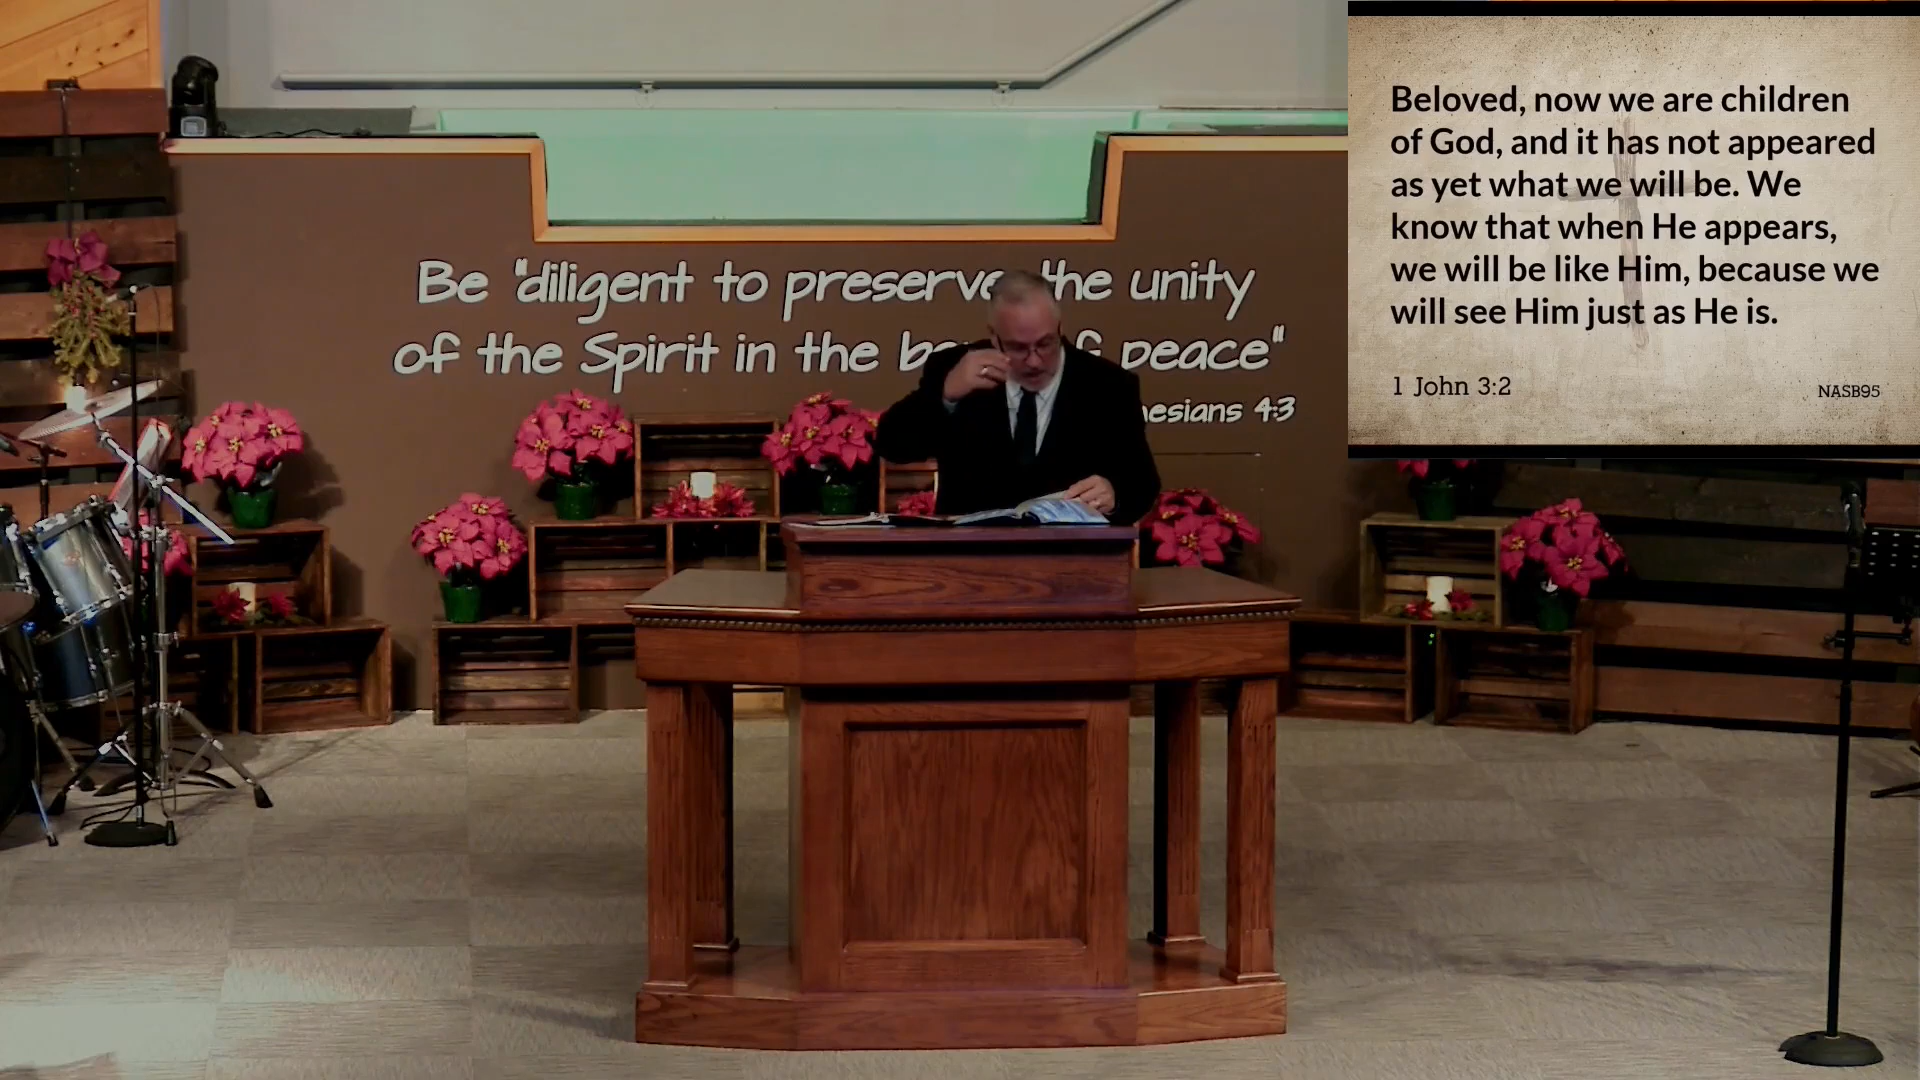 Be "diligent to preserve the unity
of the Spirit in the peace"
4:3
Beloved, now we are children
of God, and it has not appeared
as yet what we will be. We
know that when He appears,
we will be like Him, because we
will see Him just as He is.
1 John 3:2
NASB95